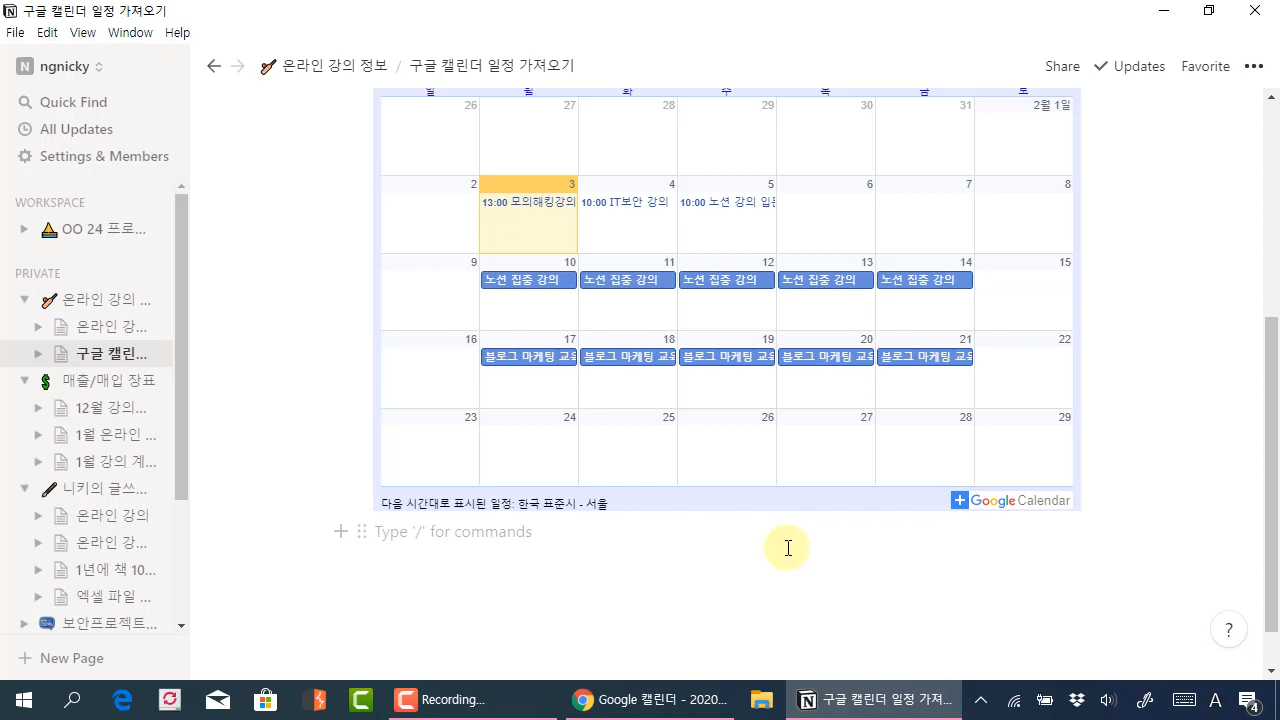 구글 캘린더 일정 가져오기
File Edit View Window Help
N ngnicky
Quick Find
All Updates
Settings & Members
WORKSPACE
OO 24 프로...
PRIVATE
온라인 강의 ...
온라인 강...
구글 캘린...
매출/매입 장표
12월 강의...
1월 온라인 ...
1월 강의 계...
니키의 글쓰...
온라인 강의
온라인 강...
1년에 책 10...
엑셀 파일 ...
보안프로젝트...
+ New Page
온라인 강의 정보 / 구글 캘린더 일정 가져오기
Share Updates Favorite •••
일 월 화 수 목 금 토
26 27 28 29 30 31 2월 1일
2 3 4 5 6 7 8
13:00 모의해킹강의 10:00 IT보안 강의 10:00 노션 강의 입문
9 10 11 12 13 14 15
노션 집중 강의 노션 집중 강의 노션 집중 강의 노션 집중 강의 노션 집중 강의
16 17 18 19 20 21 22
블로그 마케팅 교육 블로그 마케팅 교육 블로그 마케팅 교육 블로그 마케팅 교육 블로그 마케팅 교육
23 24 25 26 27 28 29
다음 시간대로 표시된 일정: 한국 표준시 - 서울
+ Google Calendar
+ Type '/' for commands
?
Recording...
Google 캘린더 - 2020...
구글 캘린더 일정 가져...
A
4